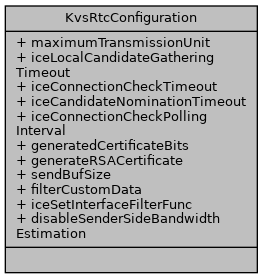 KvsRtcConfiguration
+ maximumTransmissionUnit
+ iceLocalCandidateGathering
Timeout
+ iceConnectionCheckTimeout
+ iceCandidateNominationTimeout
+ iceConnectionCheckPolling
Interval
+ generatedCertificateBits
+ generateRSACertificate
+ sendBufSize
+ filterCustomData
+ iceSetInterfaceFilterFunc
+ disableSenderSideBandwidth
Estimation